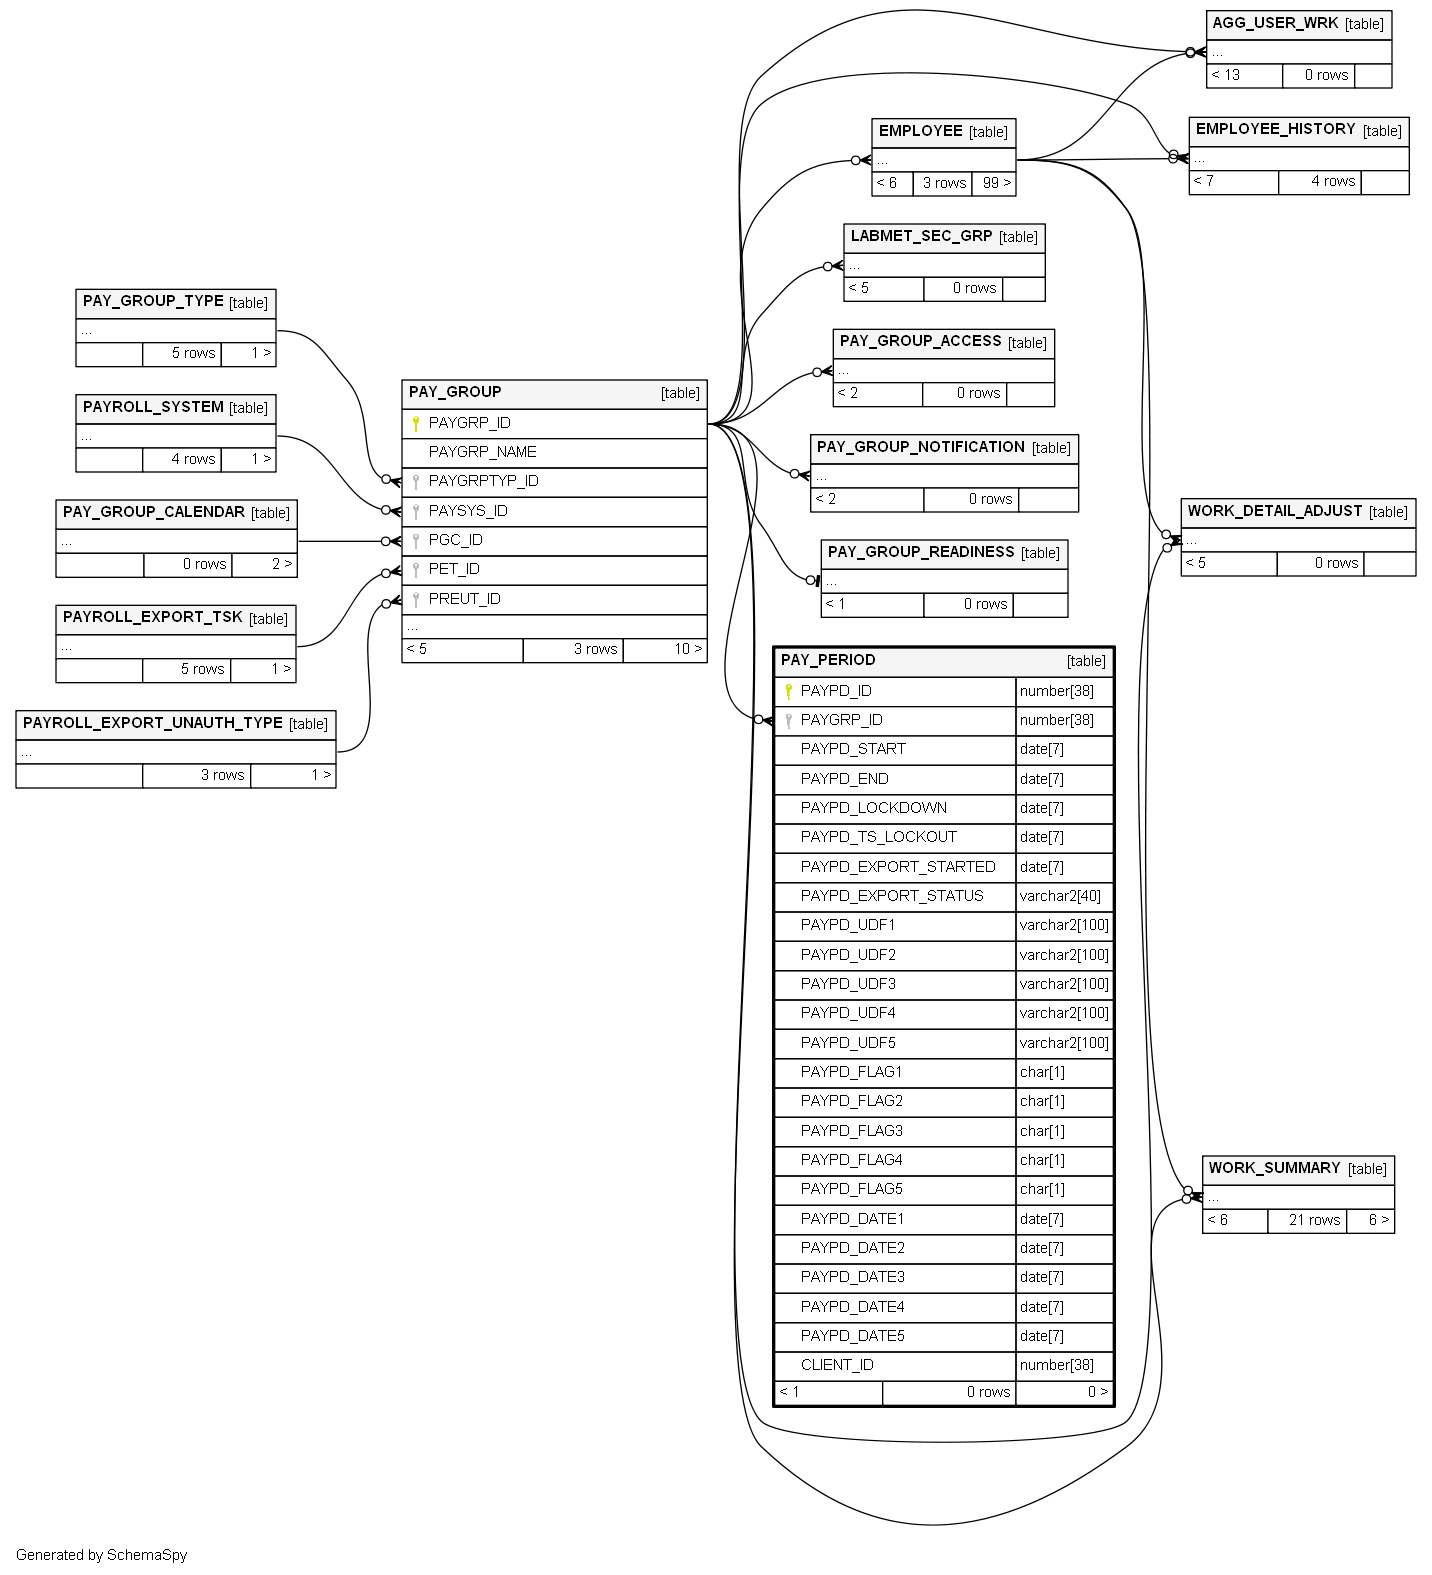 AGG_USER_WRK [table]
...
< 13 0 rows
EMPLOYEE [table]
...
< 6 3 rows 99 >
EMPLOYEE_HISTORY [table]
...
< 7 4 rows
LABMET_SEC_GRP [table]
...
< 5 0 rows
PAY_GROUP_TYPE [table]
...
5 rows 1 >
PAY_GROUP_ACCESS [table]
...
< 2 0 rows
PAYROLL_SYSTEM [table]
...
4 rows 1 >
PAY_GROUP [table]
PAYGRP_ID
PAYGRP_NAME
PAYGRPTYP_ID
PAYSYS_ID
PGC_ID
PET_ID
PREUT_ID
...
< 5 3 rows 10 >
PAY_GROUP_NOTIFICATION [table]
...
< 2 0 rows
PAY_GROUP_CALENDAR [table]
...
0 rows 2 >
WORK_DETAIL_ADJUST [table]
...
< 5 0 rows
PAY_GROUP_READINESS [table]
...
< 1 0 rows
PAYROLL_EXPORT_TSK [table]
...
5 rows 1 >
PAYROLL_EXPORT_UNAUTH_TYPE [table]
...
3 rows 1 >
PAY_PERIOD [table]
PAYPD_ID number[38]
PAYGRP_ID number[38]
PAYPD_START date[7]
PAYPD_END date[7]
PAYPD_LOCKDOWN date[7]
PAYPD_TS_LOCKOUT date[7]
PAYPD_EXPORT_STARTED date[7]
PAYPD_EXPORT_STATUS varchar2[40]
PAYPD_UDF1 varchar2[100]
PAYPD_UDF2 varchar2[100]
PAYPD_UDF3 varchar2[100]
PAYPD_UDF4 varchar2[100]
PAYPD_UDF5 varchar2[100]
PAYPD_FLAG1 char[1]
PAYPD_FLAG2 char[1]
PAYPD_FLAG3 char[1]
PAYPD_FLAG4 char[1]
PAYPD_FLAG5 char[1]
PAYPD_DATE1 date[7]
PAYPD_DATE2 date[7]
PAYPD_DATE3 date[7]
PAYPD_DATE4 date[7]
PAYPD_DATE5 date[7]
CLIENT_ID number[38]
< 1 0 rows 0 >
WORK_SUMMARY [table]
...
< 6 21 rows 6 >
Generated by SchemaSpy